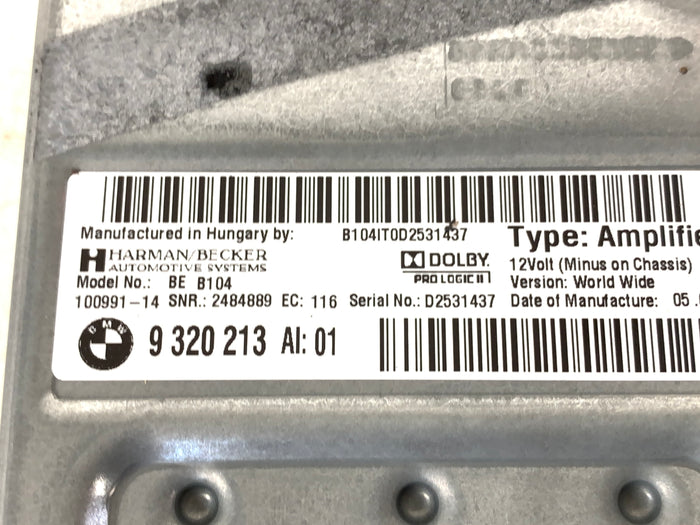 Manufactured in Hungary by: B104IT0D2531437 Type: Amplifie
HARMAN/BECKER DOLBY. 12Volt (Minus on Chassis)
AUTOMOTIVE SYSTEMS PRO LOGIC II Version: World Wide
Model No.: BE B104
100991-14 SNR.: 2484889 EC: 116 Serial No.: D2531437 Date of Manufacture: 05 .
BMW 9 320 213 AI: 01